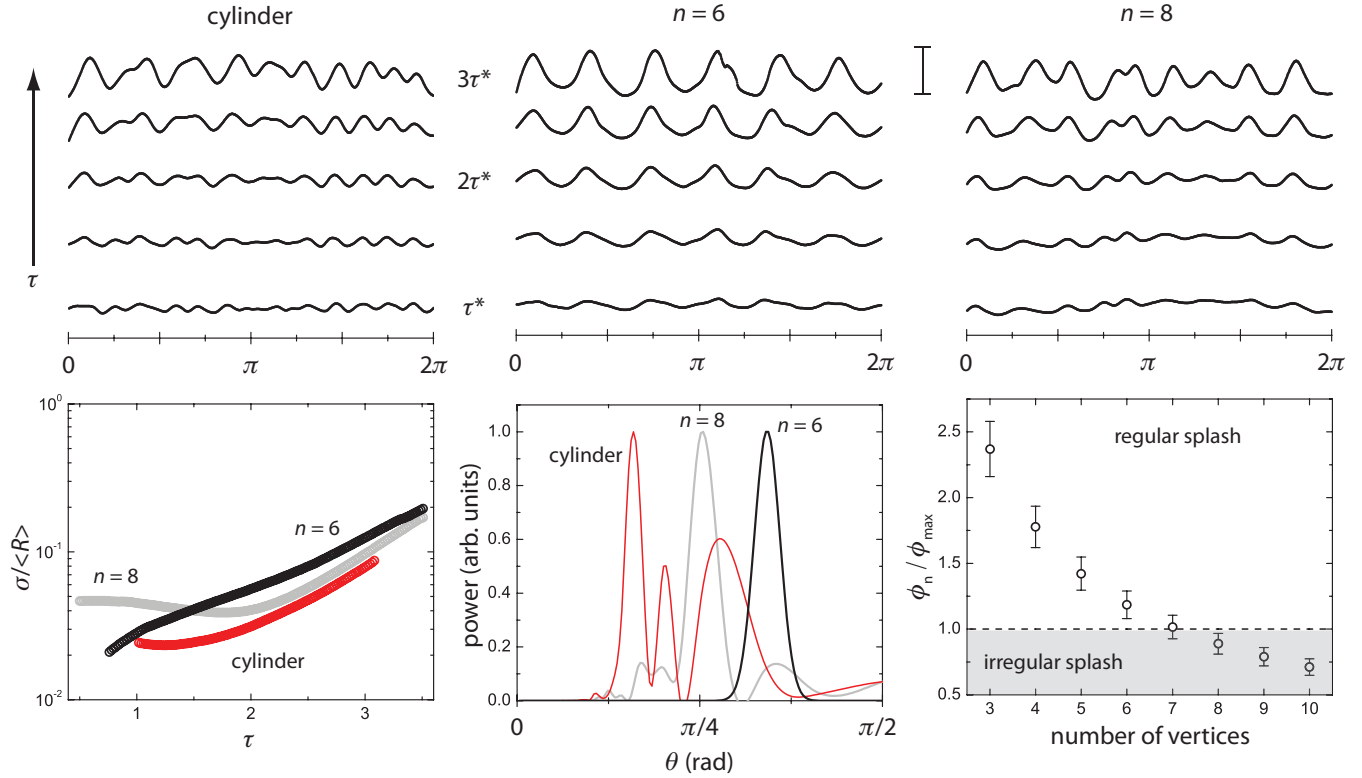 cylinder
n = 6
n = 8
3τ*
2τ*
τ
τ*
0 π 2π
0 π 2π
0 π 2π
10⁰
10⁻¹
10⁻²
σ/<R>
n = 6
n = 8
cylinder
1 2 3
τ
1.0
0.8
0.6
0.4
0.2
0.0
power (arb. units)
n = 8
n = 6
cylinder
0 π/4 π/2
θ (rad)
2.5
2.0
1.5
1.0
0.5
ϕn / ϕmax
regular splash
irregular splash
3 4 5 6 7 8 9 10
number of vertices